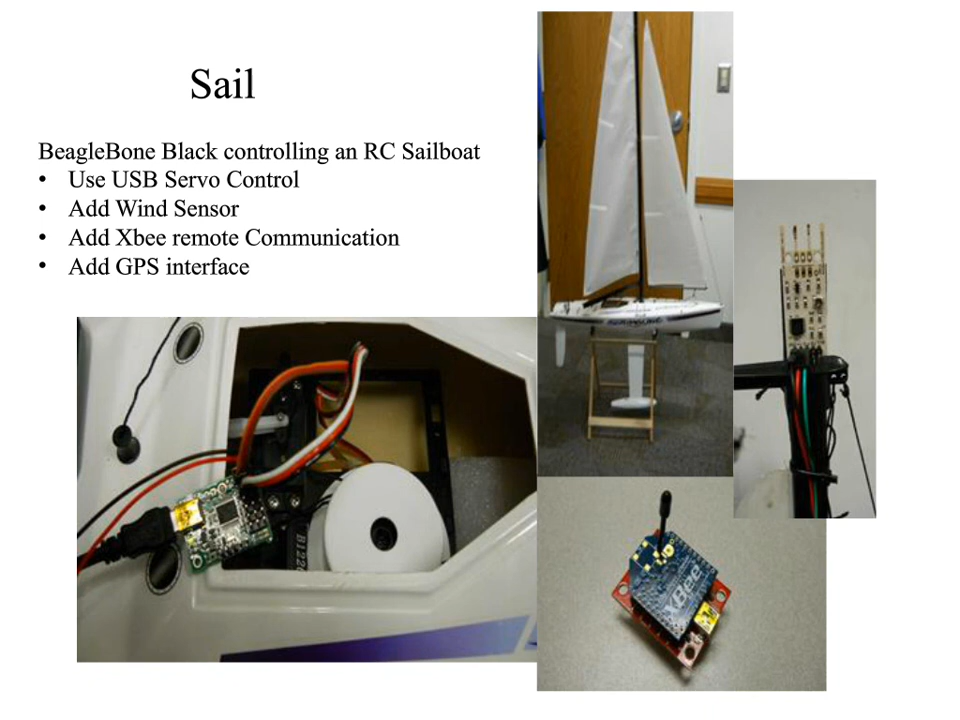 Sail
BeagleBone Black controlling an RC Sailboat
• Use USB Servo Control
• Add Wind Sensor
• Add Xbee remote Communication
• Add GPS interface
XBee